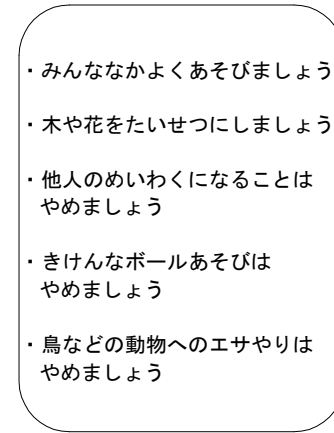 ・みんななかよくあそびましょう
・木や花をたいせつにしましょう
・他人のめいわくになることは
やめましょう
・きけんなボールあそびは
やめましょう
・鳥などの動物へのエサやりは
やめましょう